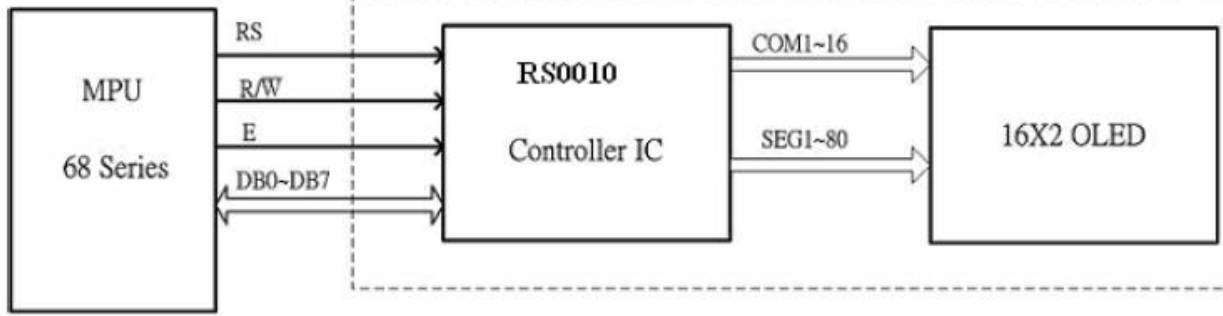 MPU
68 Series
RS
R/W
E
DB0~DB7
RS0010
Controller IC
COM1~16
SEG1~80
16X2 OLED